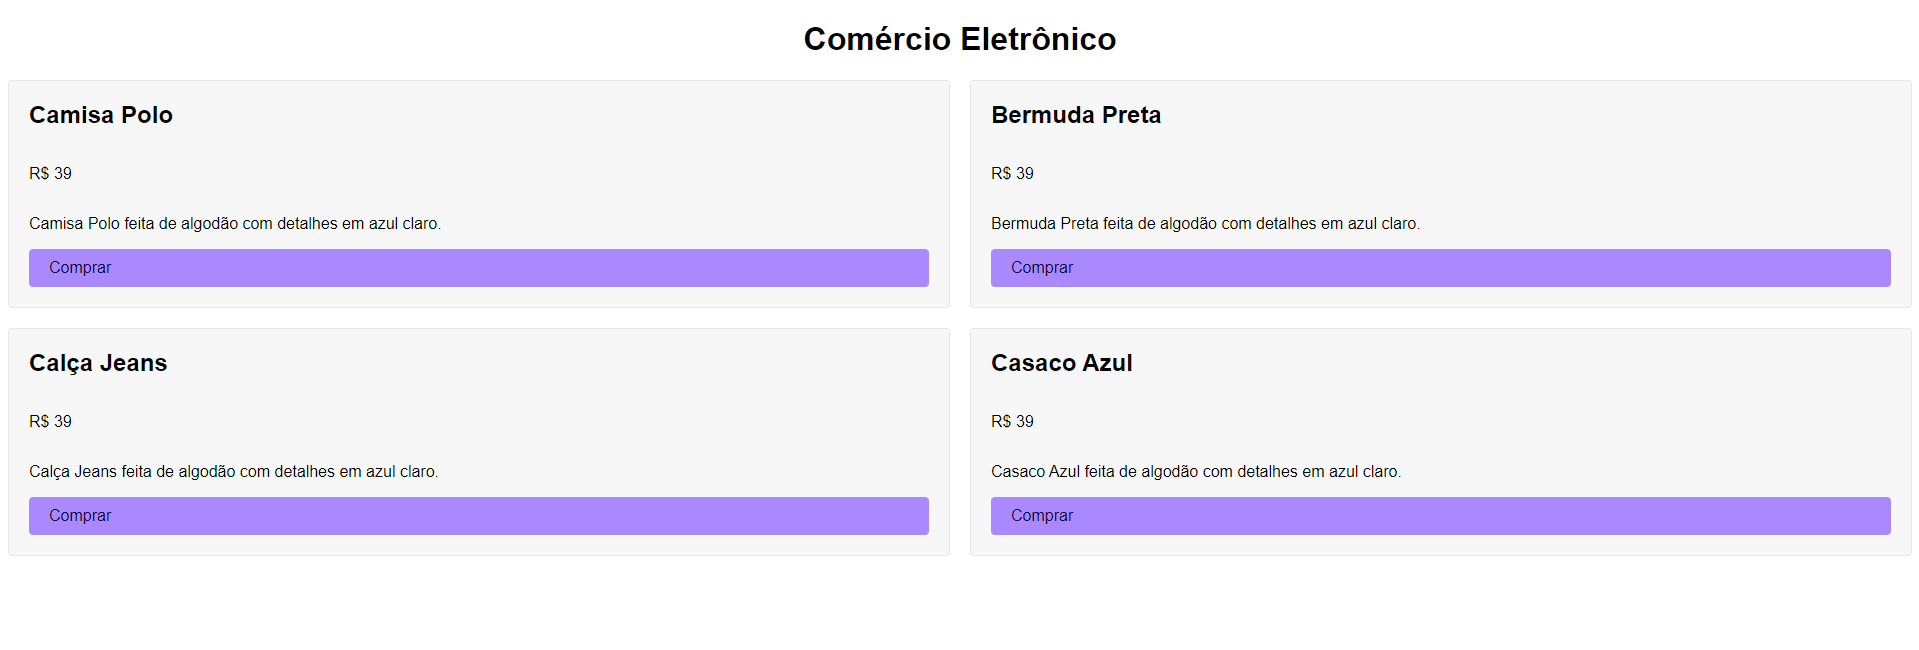 Comércio Eletrônico
Camisa Polo
R$ 39
Camisa Polo feita de algodão com detalhes em azul claro.
Comprar
Bermuda Preta
R$ 39
Bermuda Preta feita de algodão com detalhes em azul claro.
Comprar
Calça Jeans
R$ 39
Calça Jeans feita de algodão com detalhes em azul claro.
Comprar
Casaco Azul
R$ 39
Casaco Azul feita de algodão com detalhes em azul claro.
Comprar